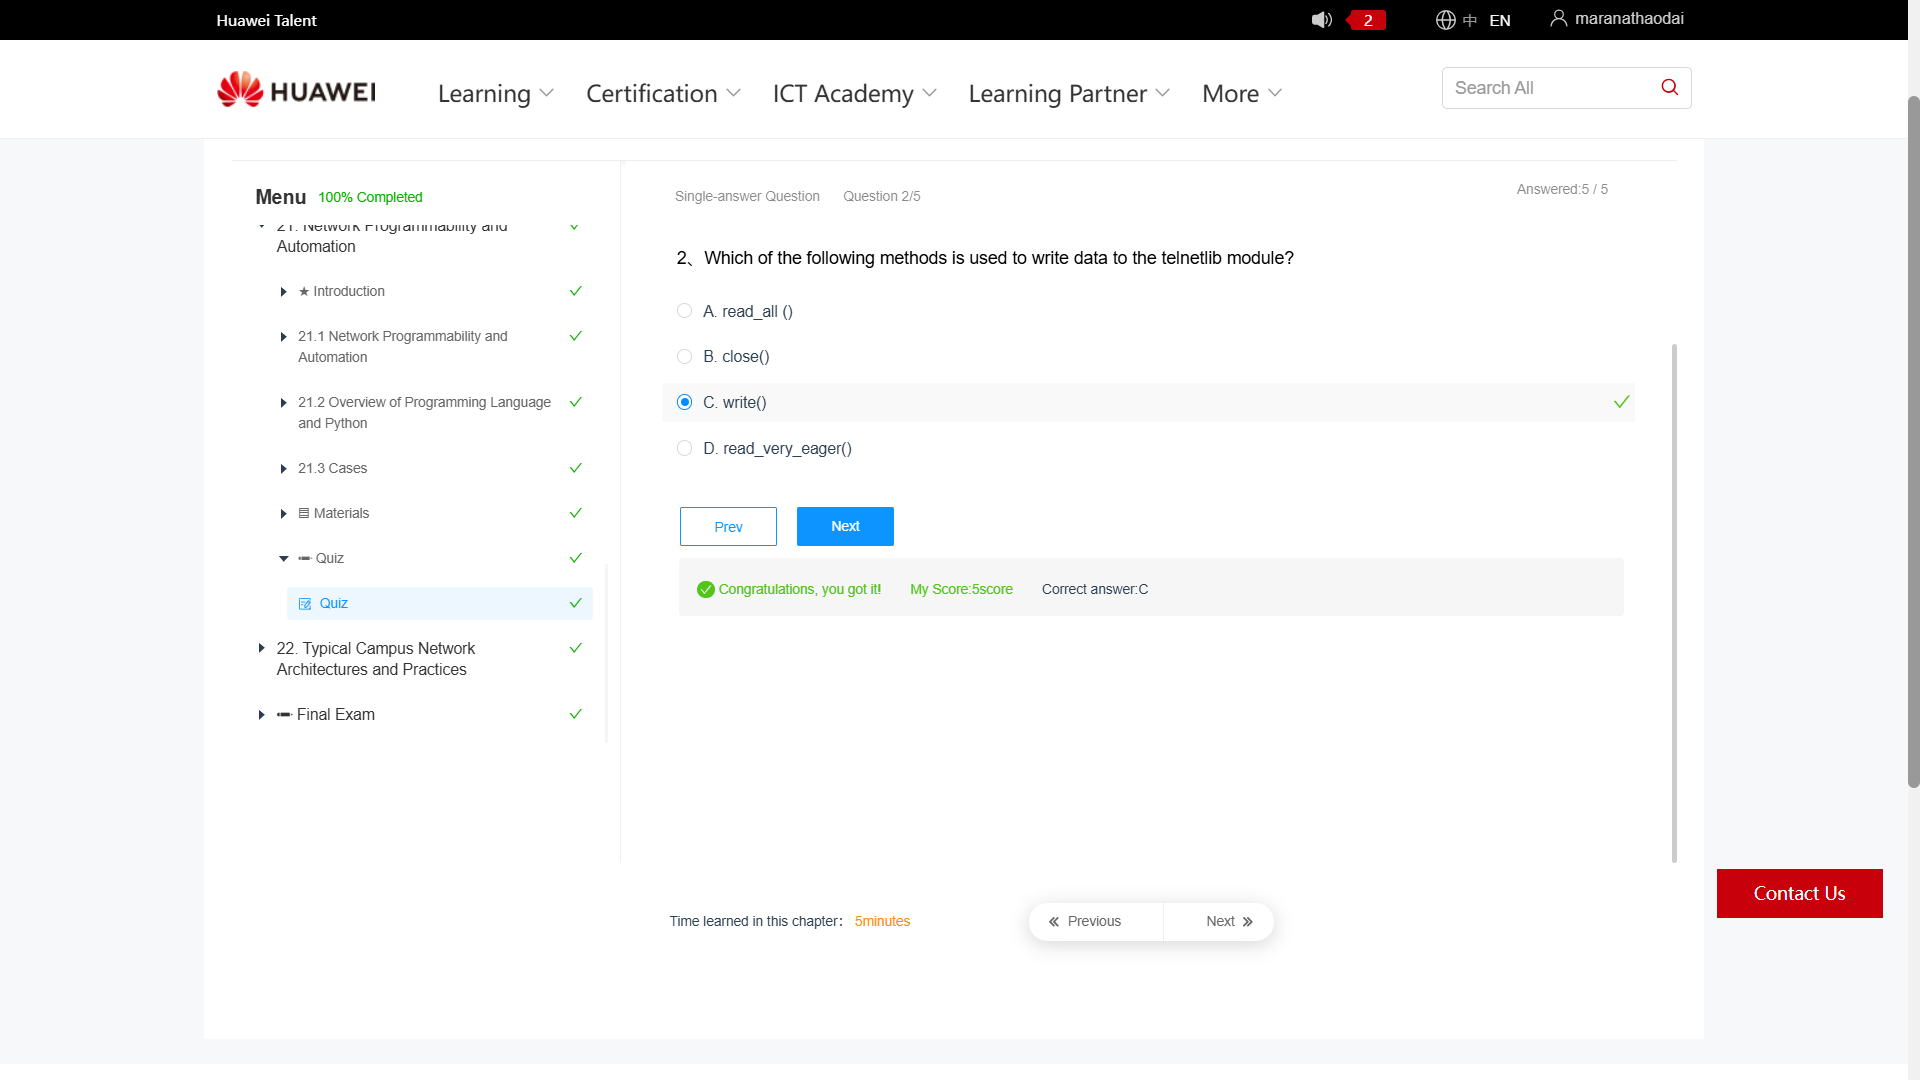 Huawei Talent
2
中 EN
maranathaodai
HUAWEI
Learning
Certification
ICT Academy
Learning Partner
More
Search All
Menu 100% Completed
21. Network Programmability and
Automation
★ Introduction
21.1 Network Programmability and
Automation
21.2 Overview of Programming Language
and Python
21.3 Cases
Materials
Quiz
Quiz
22. Typical Campus Network
Architectures and Practices
Final Exam
Single-answer Question Question 2/5
Answered:5 / 5
2、Which of the following methods is used to write data to the telnetlib module?
A. read_all ()
B. close()
C. write()
D. read_very_eager()
Prev
Next
Congratulations, you got it! My Score:5score Correct answer:C
Time learned in this chapter： 5minutes
« Previous
Next »
Contact Us